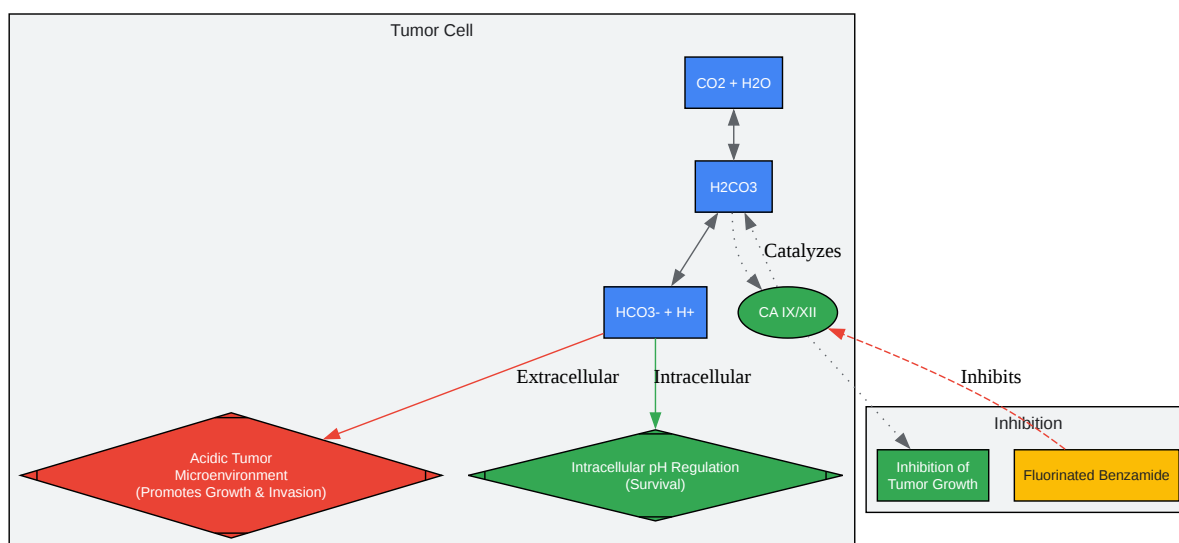 Tumor Cell
CO2 + H2O
H2CO3
Catalyzes
HCO3- + H+
CA IX/XII
Extracellular
Intracellular
Inhibits
Inhibition
Acidic Tumor
Microenvironment
(Promotes Growth & Invasion)
Intracellular pH Regulation
(Survival)
Inhibition of
Tumor Growth
Fluorinated Benzamide